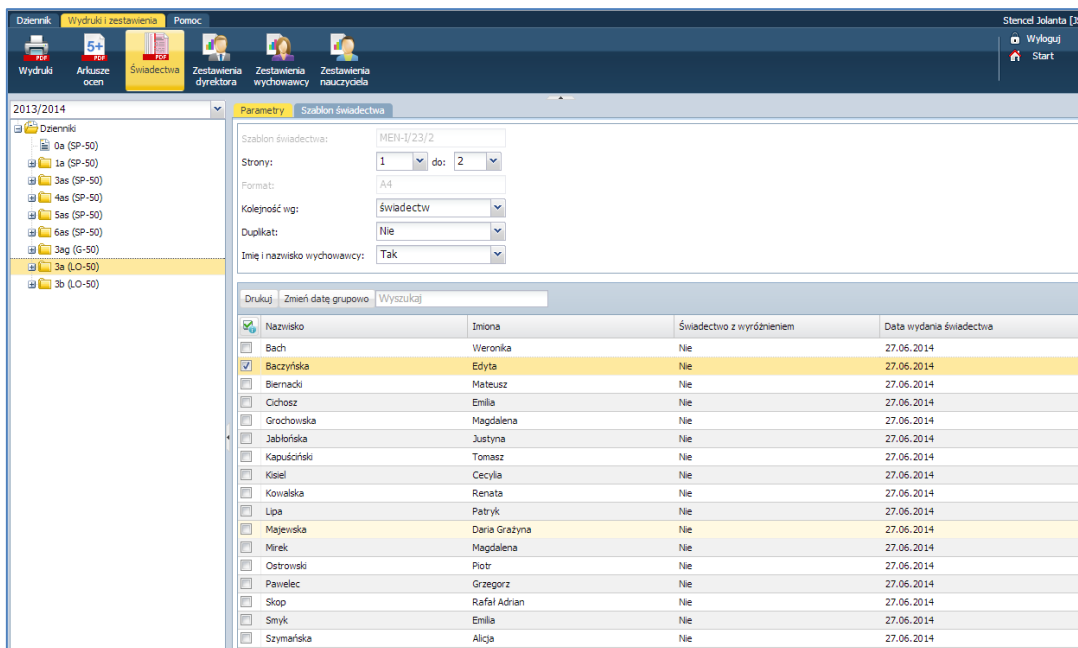 Dziennik Wydruki i zestawienia Pomoc
Stencel Jolanta
Wydruki
Arkusze ocen
Świadectwa
Zestawienia dyrektora
Zestawienia wychowawcy
Zestawienia nauczyciela
Wyloguj
Start
2013/2014
Dzienniki
0a (SP-50)
1a (SP-50)
3as (SP-50)
4as (SP-50)
5as (SP-50)
6as (SP-50)
3ag (G-50)
3a (LO-50)
3b (LO-50)
Parametry Szablon świadectwa
Szablon świadectwa: MEN-I/23/2
Strony: 1 do: 2
Format: A4
Kolejność wg: świadectw
Duplikat: Nie
Imię i nazwisko wychowawcy: Tak
Drukuj Zmień datę grupowo Wyszukaj
Nazwisko Imiona Świadectwo z wyróżnieniem Data wydania świadectwa
Bach Weronika Nie 27.06.2014
Baczyńska Edyta Nie 27.06.2014
Biernacki Mateusz Nie 27.06.2014
Cichosz Emilia Nie 27.06.2014
Grochowska Magdalena Nie 27.06.2014
Jabłońska Justyna Nie 27.06.2014
Kapuściński Tomasz Nie 27.06.2014
Kisiel Cecylia Nie 27.06.2014
Kowalska Renata Nie 27.06.2014
Lipa Patryk Nie 27.06.2014
Majewska Daria Grażyna Nie 27.06.2014
Mirek Magdalena Nie 27.06.2014
Ostrowski Piotr Nie 27.06.2014
Pawelec Grzegorz Nie 27.06.2014
Skop Rafał Adrian Nie 27.06.2014
Smyk Emilia Nie 27.06.2014
Szymańska Alicja Nie 27.06.2014